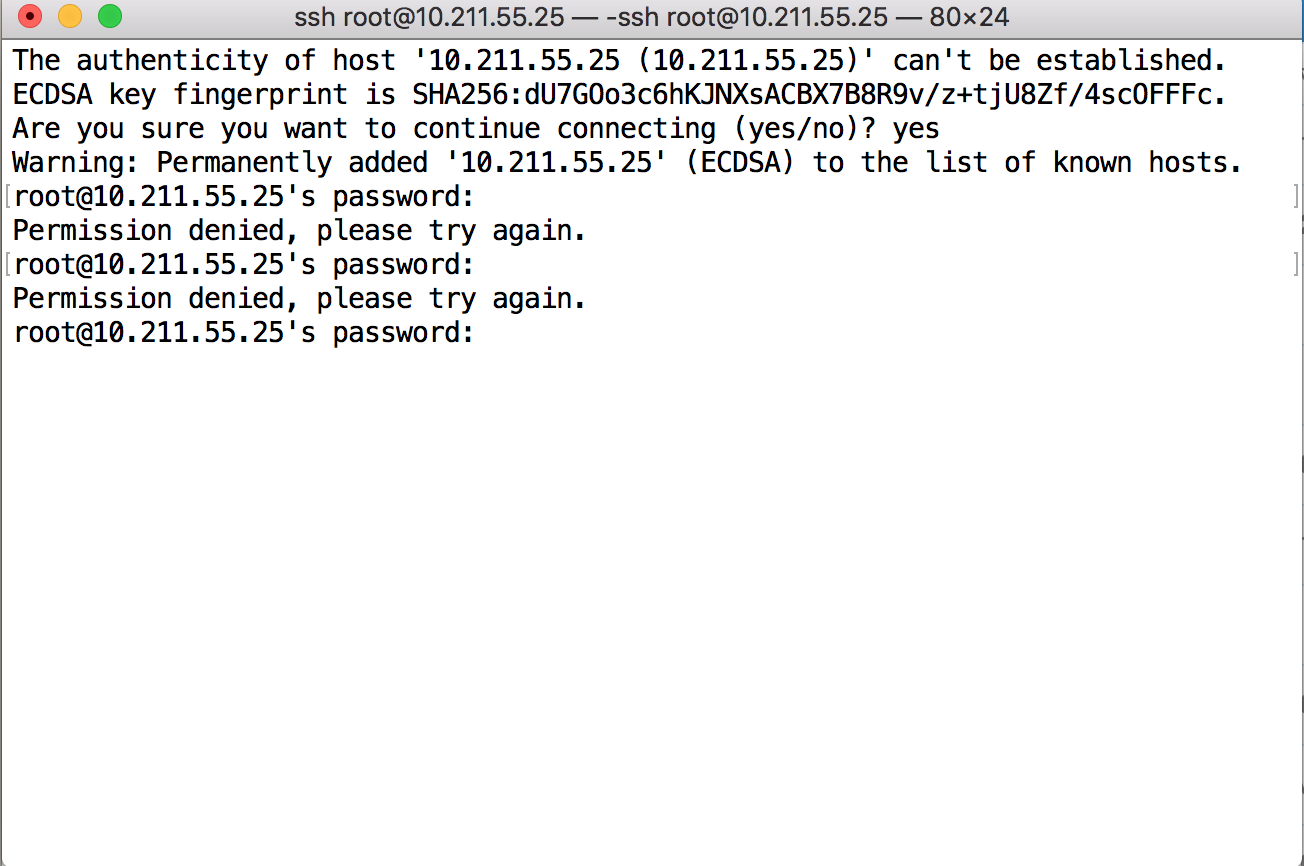 ssh root@10.211.55.25 — -ssh root@10.211.55.25 — 80×24
The authenticity of host '10.211.55.25 (10.211.55.25)' can't be established.
ECDSA key fingerprint is SHA256:dU7GOo3c6hKJNXsACBX7B8R9v/z+tjU8Zf/4scOFFFc.
Are you sure you want to continue connecting (yes/no)? yes
Warning: Permanently added '10.211.55.25' (ECDSA) to the list of known hosts.
[root@10.211.55.25's password: ]
Permission denied, please try again.
[root@10.211.55.25's password: ]
Permission denied, please try again.
root@10.211.55.25's password: